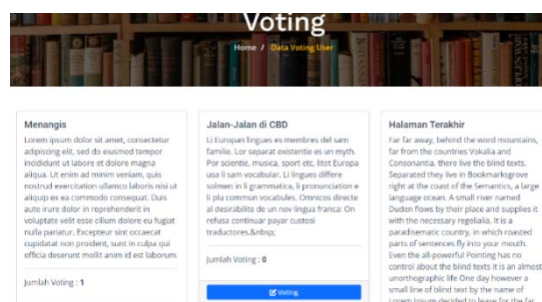 Voting
Home / Data Voting User
Menangis
Lorem ipsum dolor sit amet, consectetur
adipiscing elit, sed do eiusmod tempor
incididunt ut labore et dolore magna
aliqua. Ut enim ad minim veniam, quis
nostrud exercitation ullamco laboris nisi ut
aliquip ex ea commodo consequat. Duis
aute irure dolor in reprehenderit in
voluptate velit esse cillum dolore eu fugiat
nulla pariatur. Excepteur sint occaecat
cupidatat non proident, sunt in culpa qui
officia deserunt mollit anim id est laborum.
Jumlah Voting : 1
Jalan-Jalan di CBD
Li Europan lingues es membres del sam
familie. Lor separat existentie es un myth.
Por scientie, musica, sport etc, litot Europa
usa li sam vocabular. Li lingues differe
solmen in li grammatica, li pronunciation e
li plu commun vocabules. Omnicos directe
al desirabilite de un nov lingua franca: On
refusa continuar payar custosi
traductores.&nbsp;
Jumlah Voting : 0
Voting
Halaman Terakhir
Far far away, behind the word mountains,
far from the countries Vokalia and
Consonantia, there live the blind texts.
Separated they live in Bookmarksgrove
right at the coast of the Semantics, a large
language ocean. A small river named
Duden flows by their place and supplies it
with the necessary regelialia. It is a
paradisematic country, in which roasted
parts of sentences fly into your mouth.
Even the all-powerful Pointing has no
control about the blind texts it is an almost
unorthographic life One day however a
small line of blind text by the name of
Lorem Ipsum decided to leave for the far